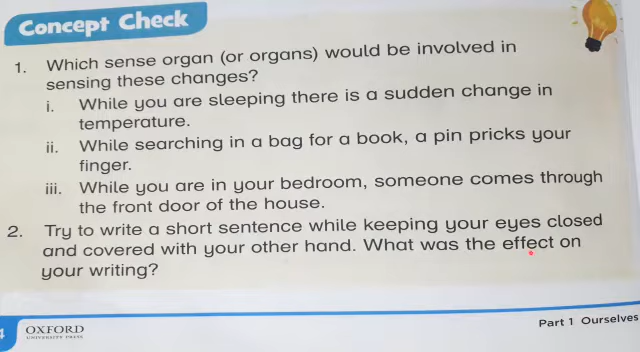 Concept Check
1. Which sense organ (or organs) would be involved in
sensing these changes?
i. While you are sleeping there is a sudden change in
temperature.
ii. While searching in a bag for a book, a pin pricks your
finger.
iii. While you are in your bedroom, someone comes through
the front door of the house.
2. Try to write a short sentence while keeping your eyes closed
and covered with your other hand. What was the effect on
your writing?
4
OXFORD
UNIVERSITY PRESS
Part 1 Ourselves